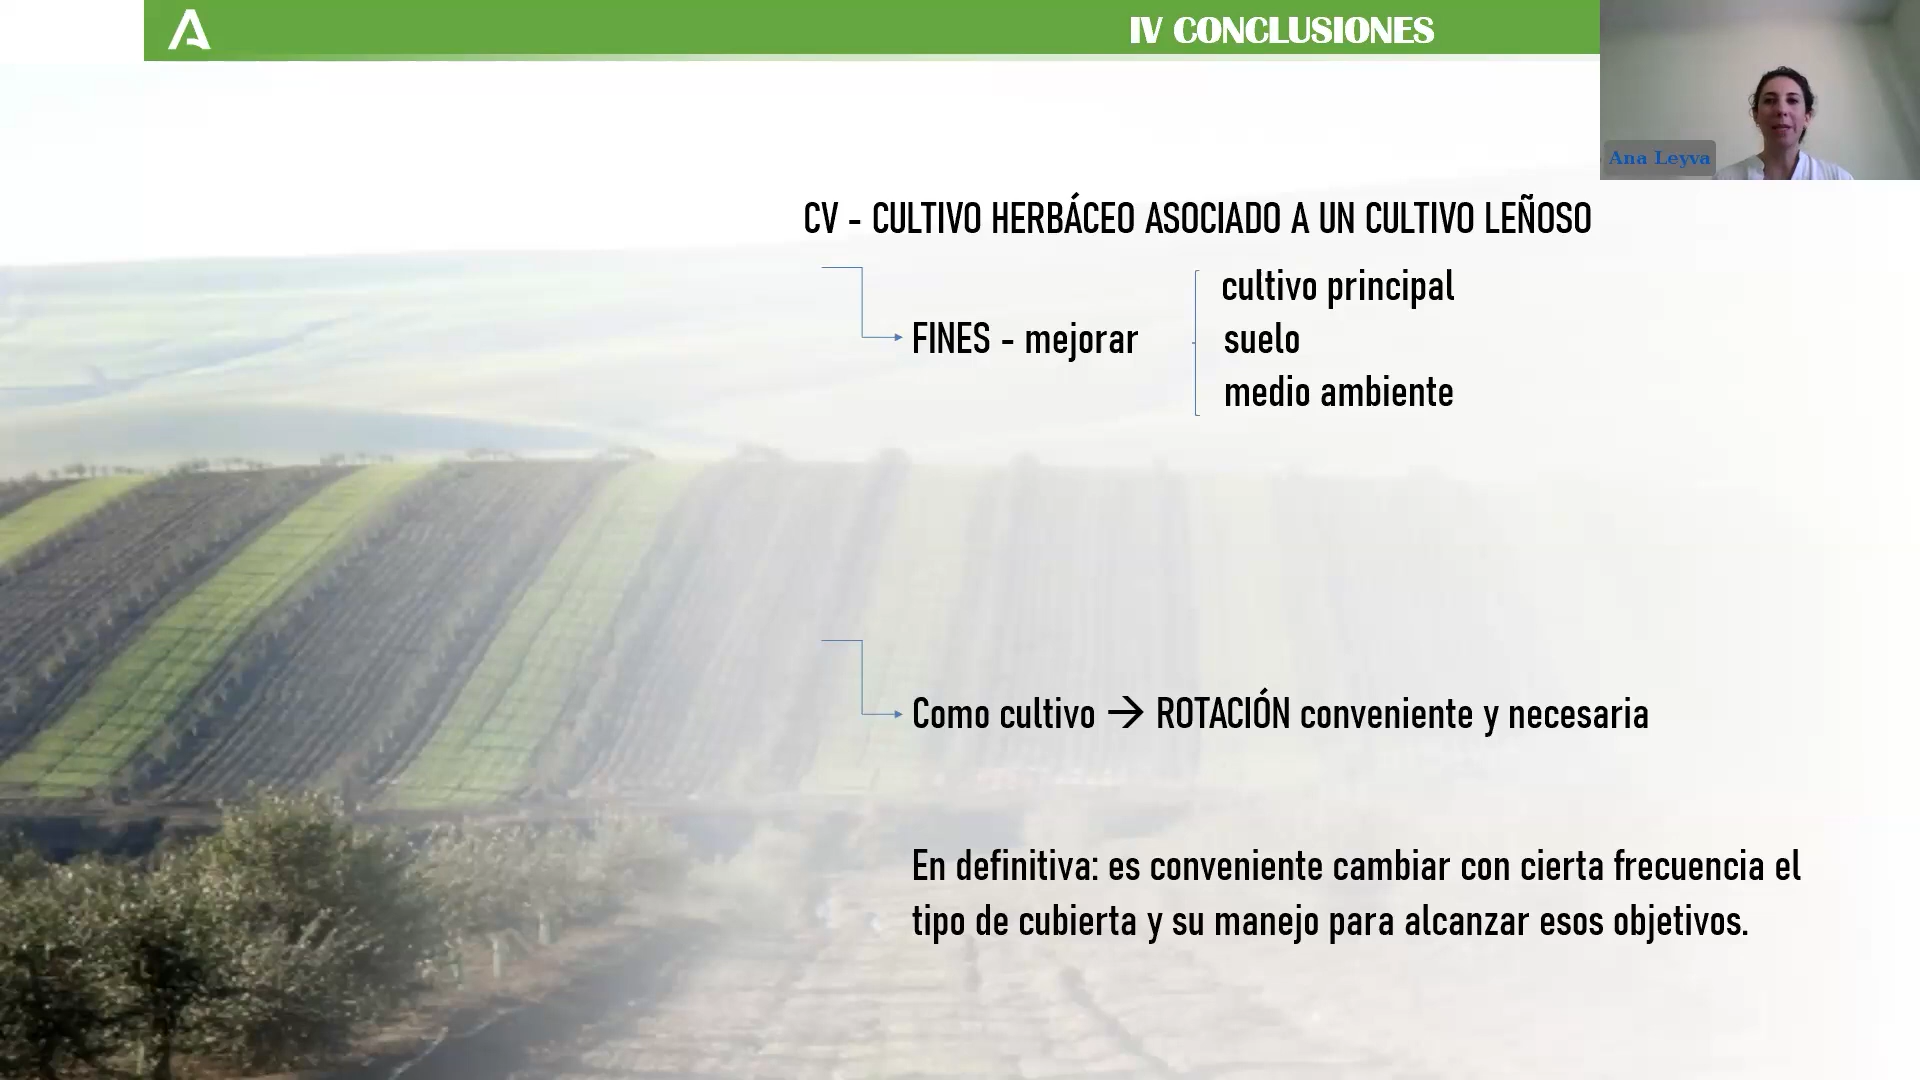 IV CONCLUSIONES
Ana Leyva
CV - CULTIVO HERBÁCEO ASOCIADO A UN CULTIVO LEÑOSO
FINES - mejorar
cultivo principal
suelo
medio ambiente
Como cultivo → ROTACIÓN conveniente y necesaria
En definitiva: es conveniente cambiar con cierta frecuencia el
tipo de cubierta y su manejo para alcanzar esos objetivos.